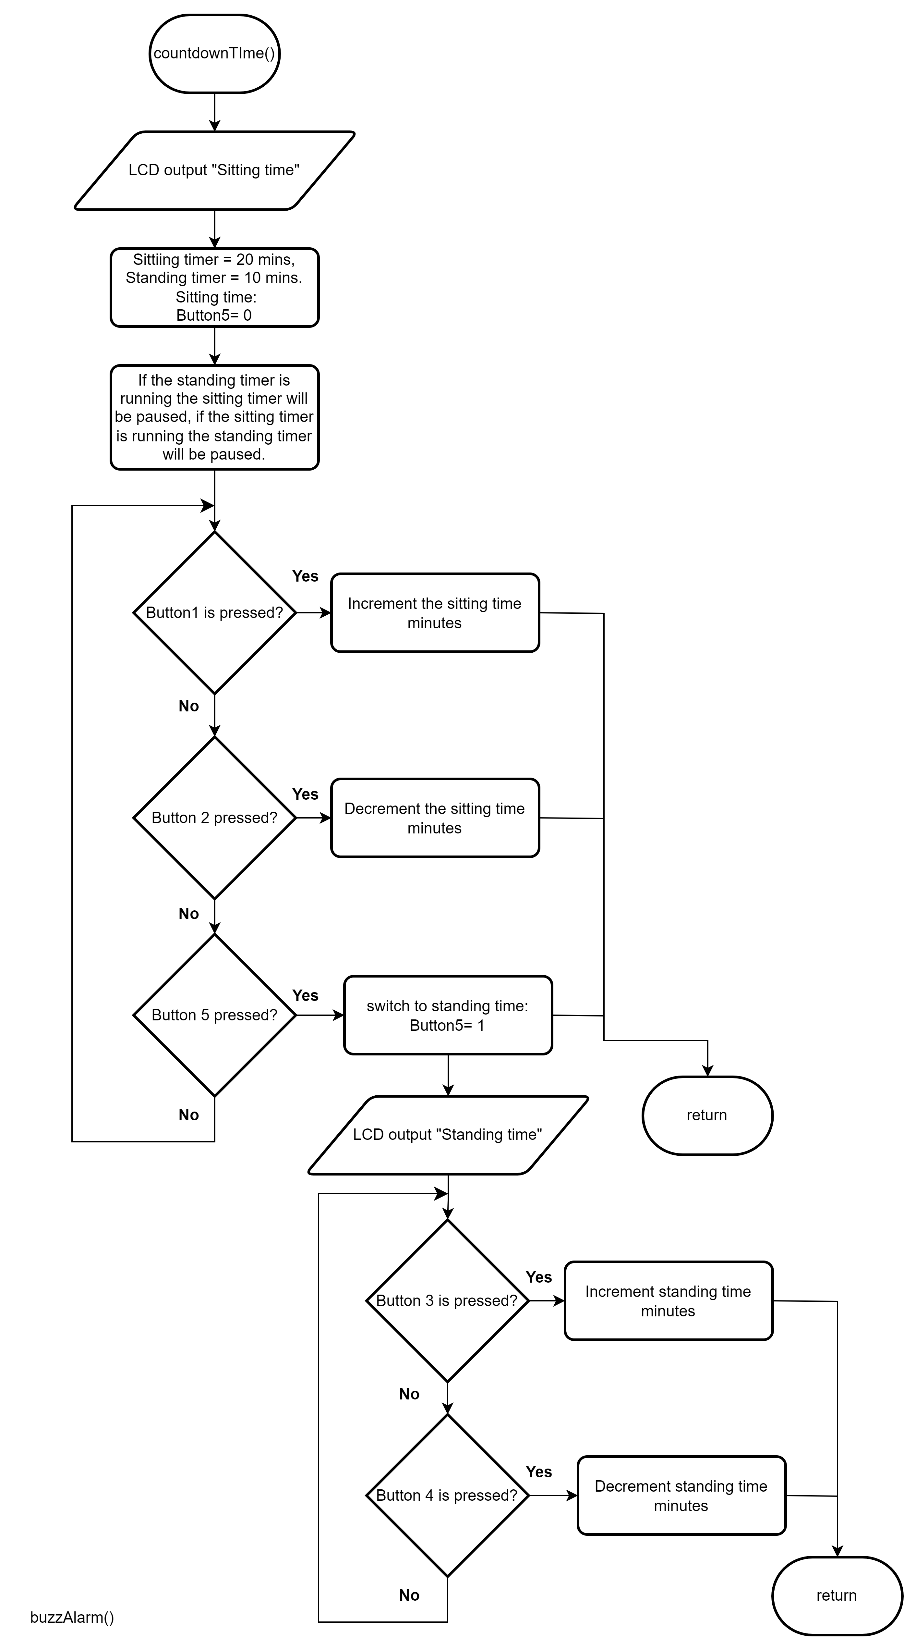 countdownTIme()
LCD output "Sitting time"
Sittiing timer = 20 mins,
Standing timer = 10 mins.
Sitting time:
Button5= 0
If the standing timer is
running the sitting timer will
be paused, if the sitting timer
is running the standing timer
will be paused.
Button1 is pressed?
Yes
Increment the sitting time
minutes
No
Button 2 pressed?
Yes
Decrement the sitting time
minutes
No
Button 5 pressed?
Yes
switch to standing time:
Button5= 1
No
return
LCD output "Standing time"
Button 3 is pressed?
Yes
Increment standing time
minutes
No
Button 4 is pressed?
Yes
Decrement standing time
minutes
No
return
buzzAlarm()